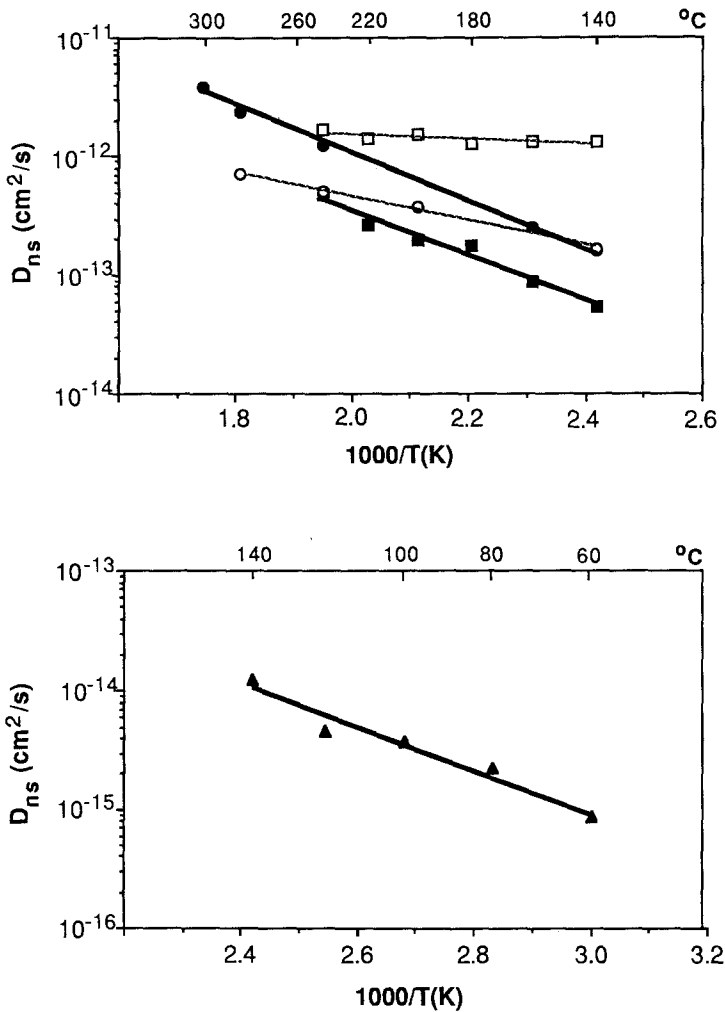 300 260 220 180 140 °C
10⁻¹¹
10⁻¹²
10⁻¹³
10⁻¹⁴
D_ns (cm²/s)
1.8 2.0 2.2 2.4 2.6
1000/T(K)
140 100 80 60 °C
10⁻¹³
10⁻¹⁴
10⁻¹⁵
10⁻¹⁶
D_ns (cm²/s)
2.4 2.6 2.8 3.0 3.2
1000/T(K)